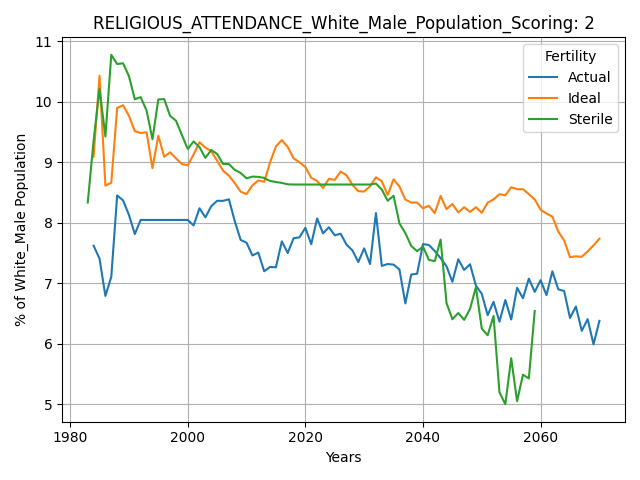 RELIGIOUS_ATTENDANCE_White_Male_Population_Scoring: 2
Fertility
Actual
Ideal
Sterile
% of White_Male Population
11
10
9
8
7
6
5
1980 2000 2020 2040 2060
Years